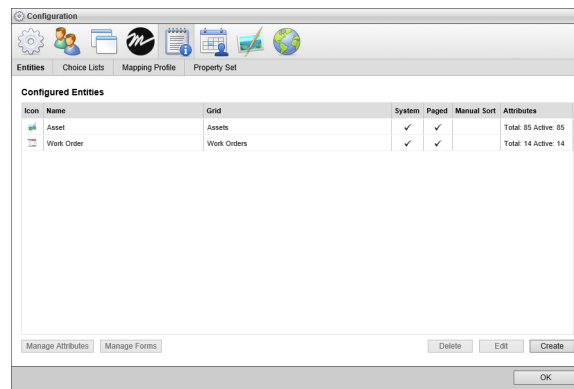 Configuration
Entities Choice Lists Mapping Profile Property Set
Configured Entities
Icon Name Grid System Paged Manual Sort Attributes
Asset Assets ✓ ✓ Total: 85 Active: 85
Work Order Work Orders ✓ ✓ Total: 14 Active: 14
Manage Attributes Manage Forms Delete Edit Create
OK